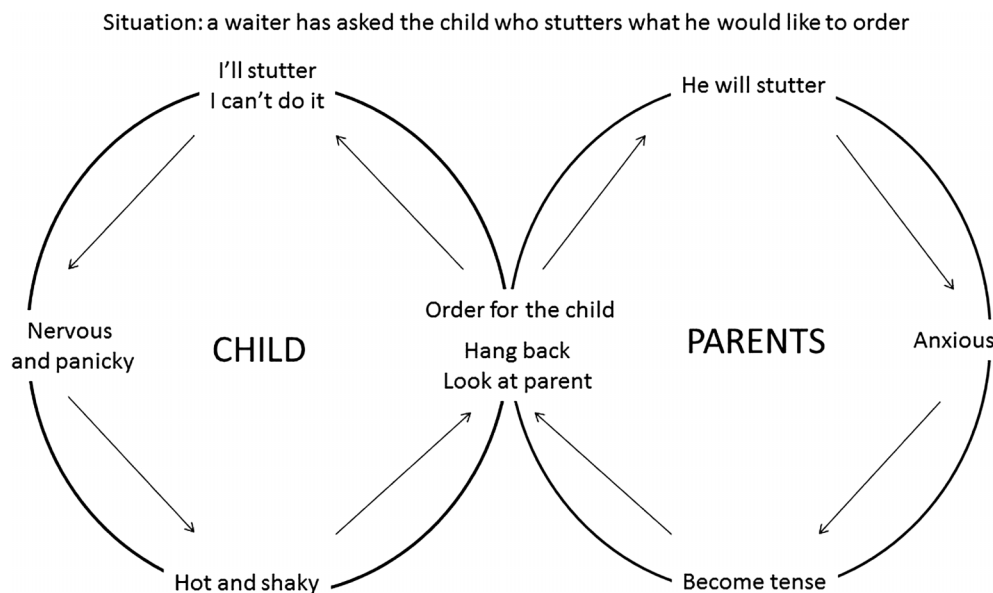 Situation: a waiter has asked the child who stutters what he would like to order
I'll stutter
I can't do it
He will stutter
Nervous
and panicky
CHILD
Order for the child
Hang back
Look at parent
PARENTS
Anxious
Hot and shaky
Become tense